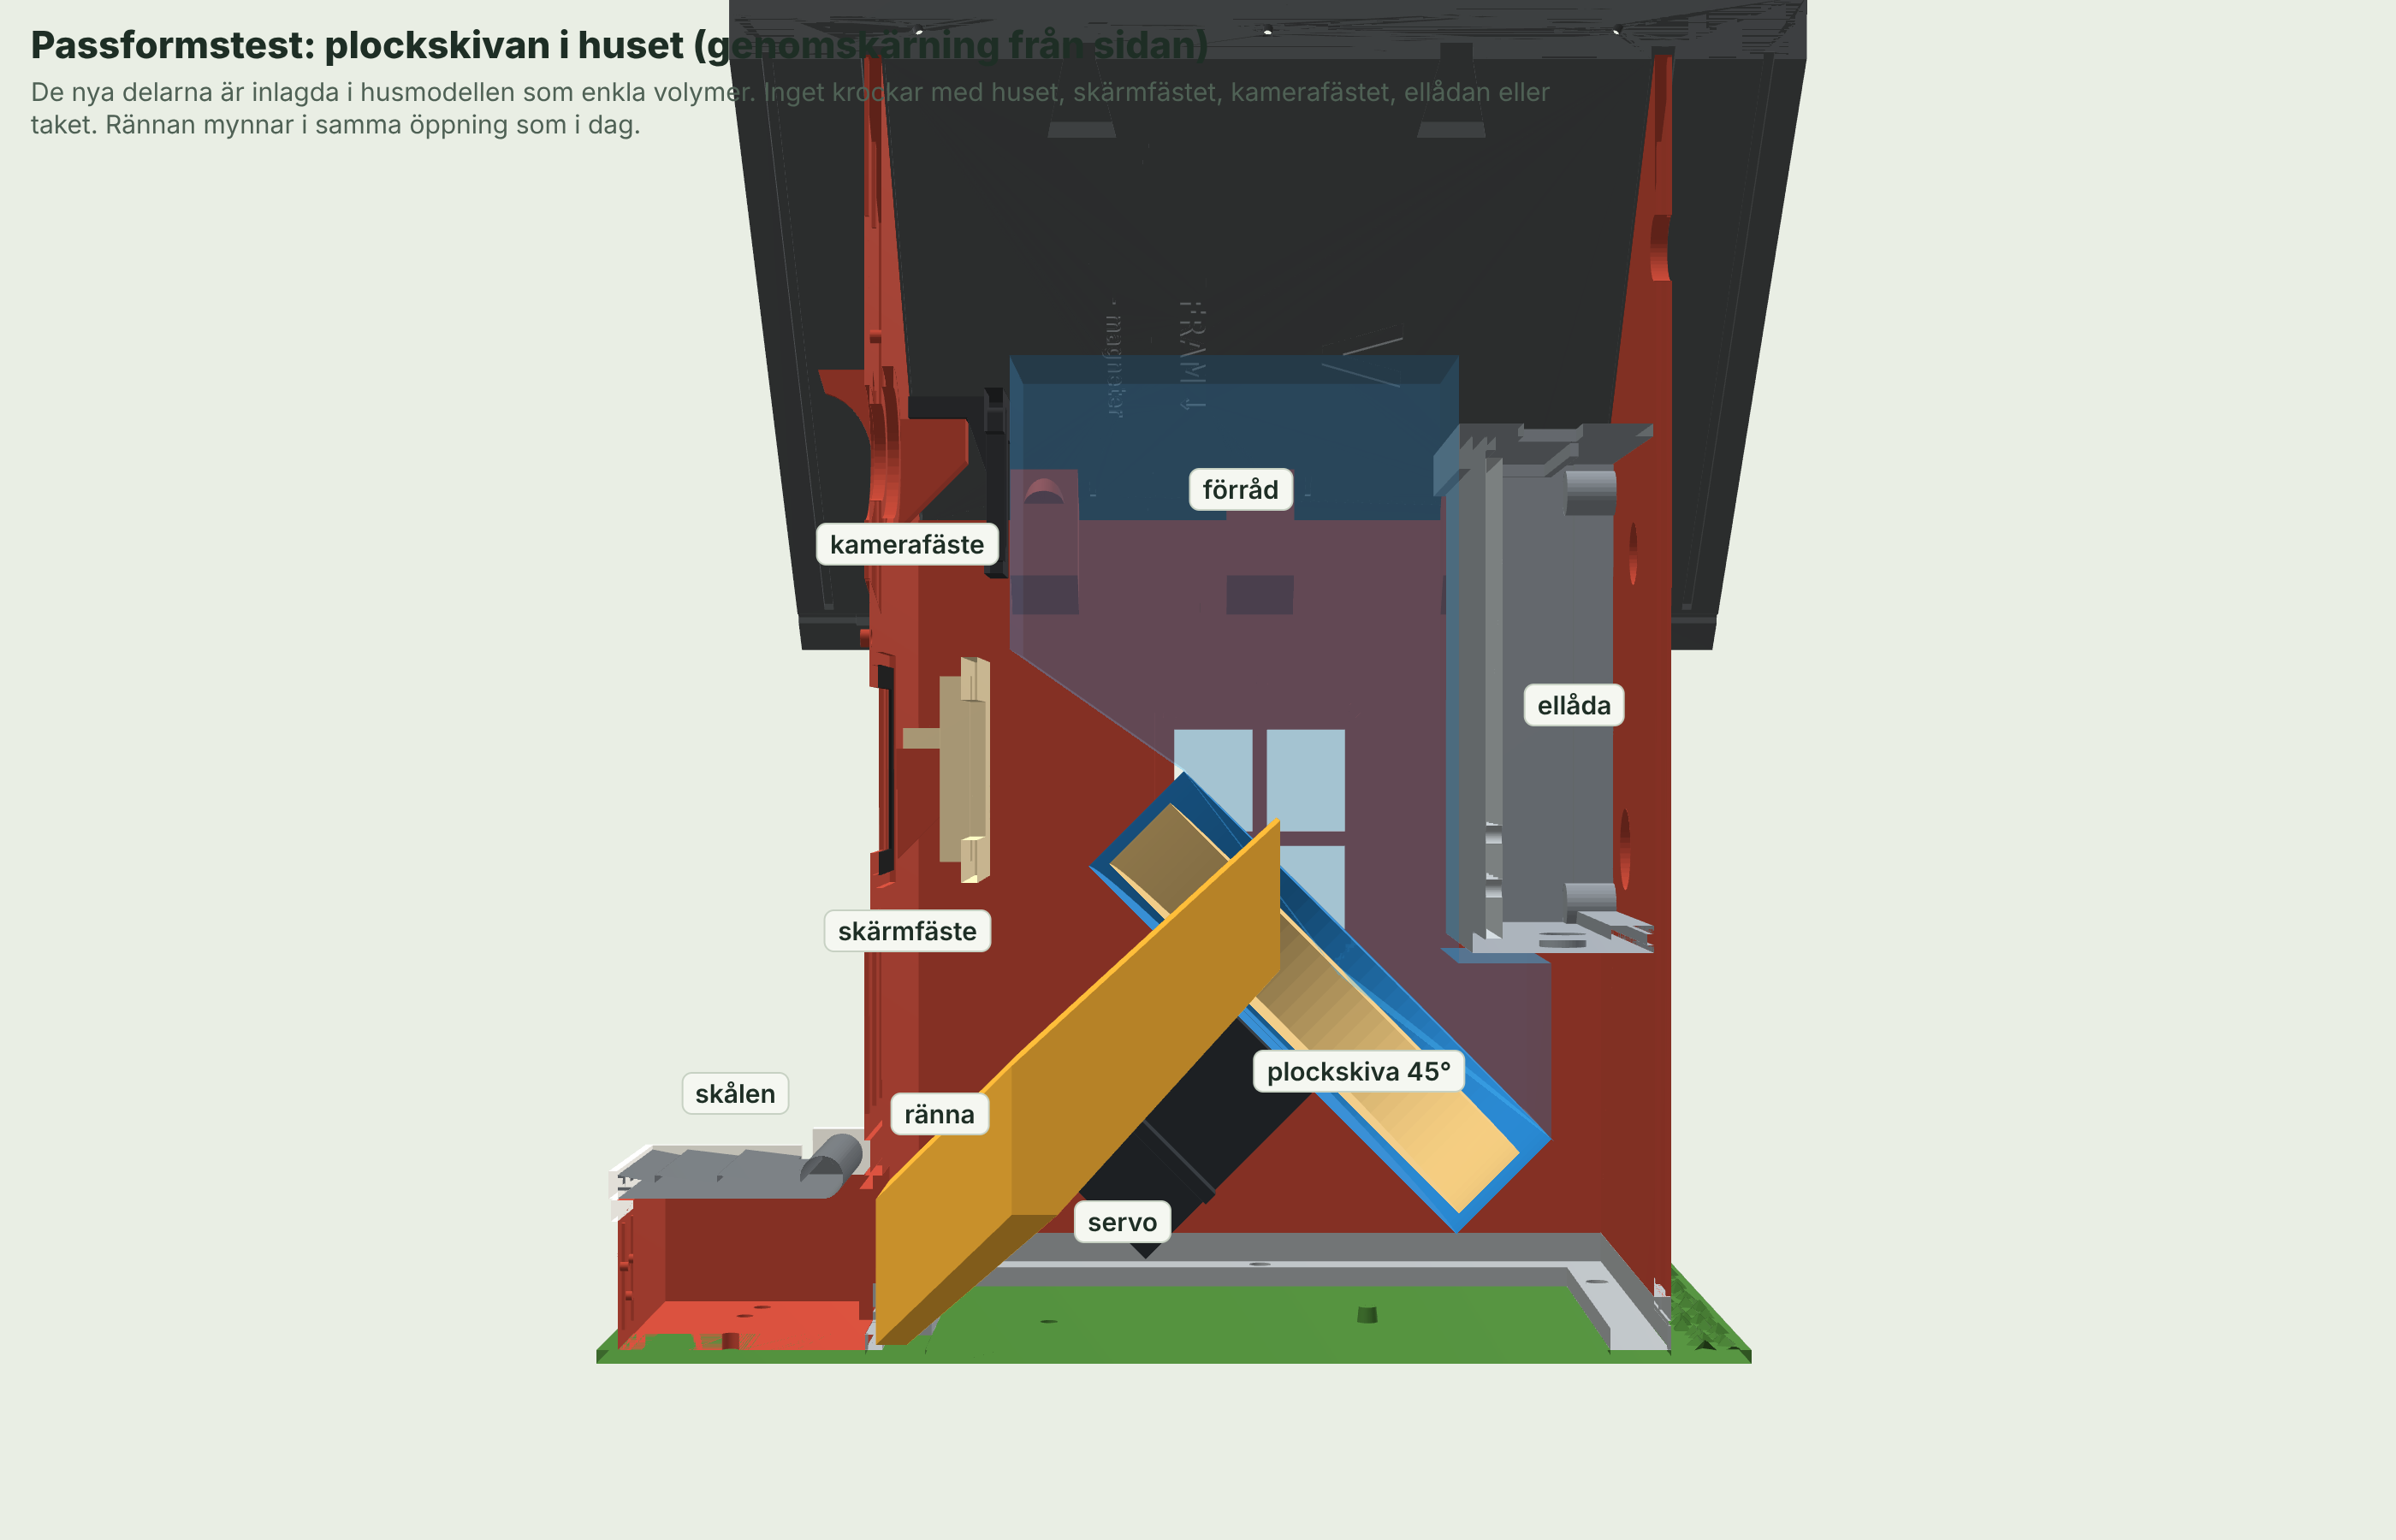 Passformstest: plockskivan i huset (genomskärning från sidan)
De nya delarna är inlagda i husmodellen som enkla volymer. Inget krockar med huset, skärmfästet, kamerafästet, ellådan eller
taket. Rännan mynnar i samma öppning som i dag.
FRAM ↓
magneter
förråd
kamerafäste
ellåda
skärmfäste
plockskiva 45°
skålen
ränna
servo